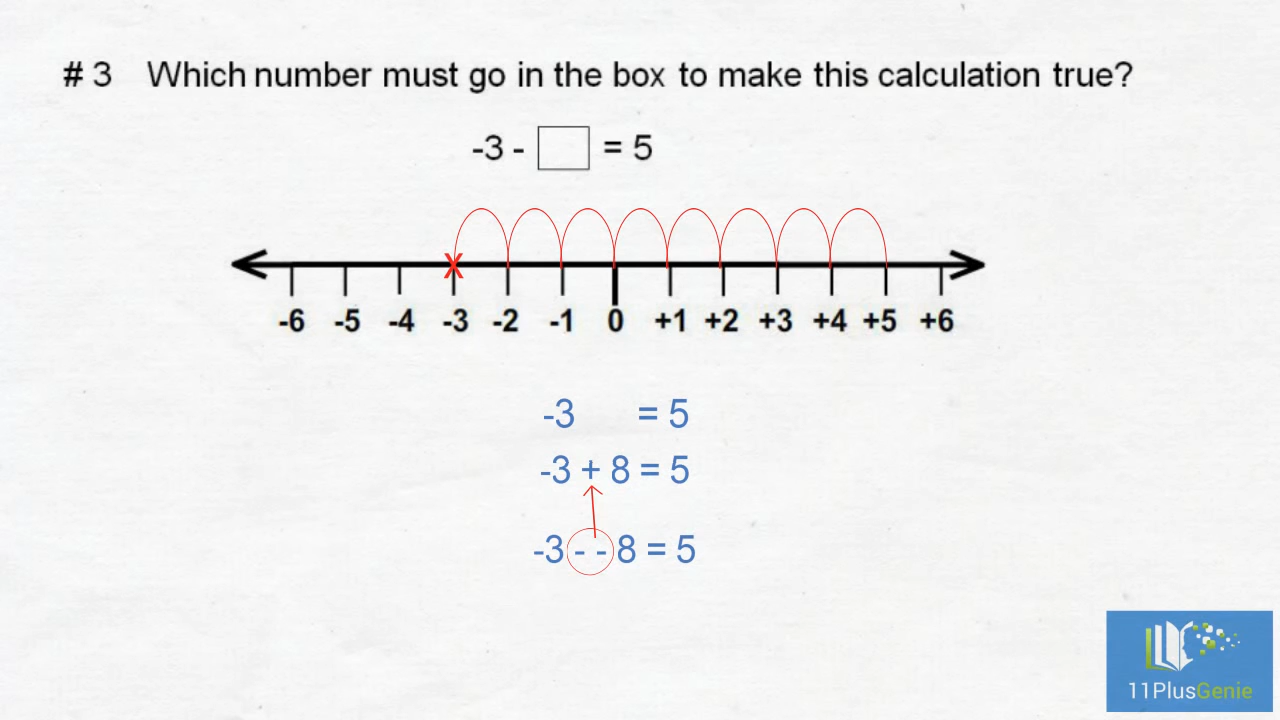 # 3 Which number must go in the box to make this calculation true?
-3 - = 5
X
-6 -5 -4 -3 -2 -1 0 +1 +2 +3 +4 +5 +6
-3 = 5
-3 + 8 = 5
-3 - - 8 = 5
11PlusGenie